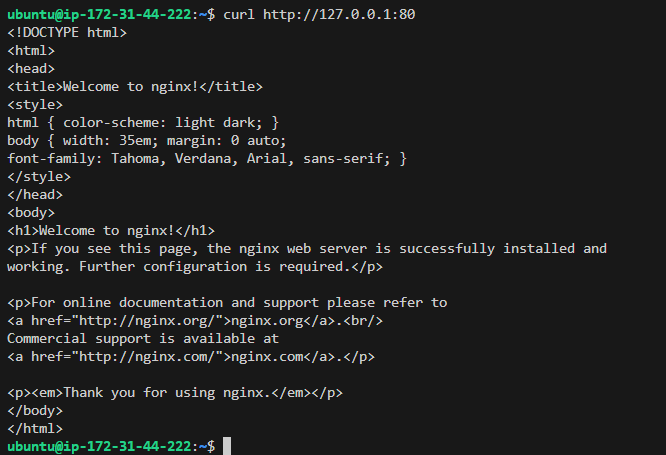 ubuntu@ip-172-31-44-222:~$ curl http://127.0.0.1:80
<!DOCTYPE html>
<html>
<head>
<title>Welcome to nginx!</title>
<style>
html { color-scheme: light dark; }
body { width: 35em; margin: 0 auto;
font-family: Tahoma, Verdana, Arial, sans-serif; }
</style>
</head>
<body>
<h1>Welcome to nginx!</h1>
<p>If you see this page, the nginx web server is successfully installed and
working. Further configuration is required.</p>

<p>For online documentation and support please refer to
<a href="http://nginx.org/">nginx.org</a>.<br/>
Commercial support is available at
<a href="http://nginx.com/">nginx.com</a>.</p>

<p><em>Thank you for using nginx.</em></p>
</body>
</html>
ubuntu@ip-172-31-44-222:~$